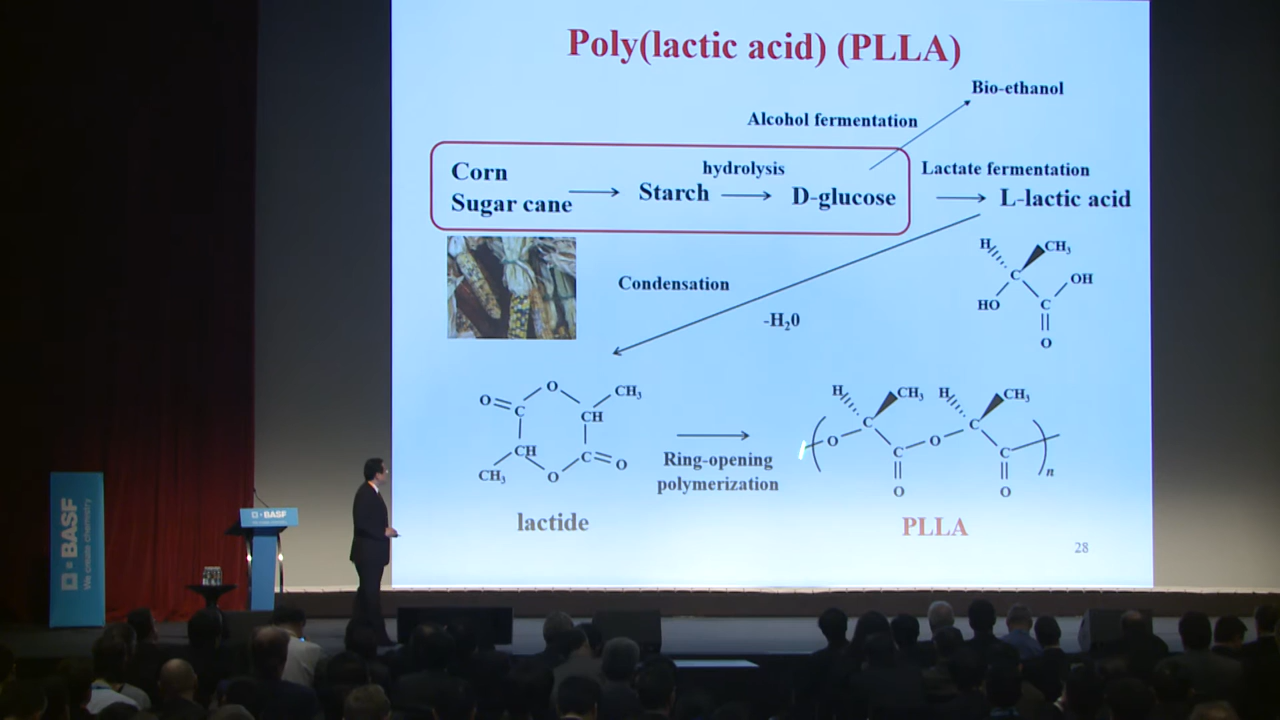 Poly(lactic acid) (PLLA)
Bio-ethanol
Alcohol fermentation
Corn
Sugar cane
Starch
hydrolysis
D-glucose
Lactate fermentation
L-lactic acid
Condensation
-H₂0
H
CH₃
C
HO
OH
C
O
O
O
C
CH₃
CH
CH
CH₃
O
C
O
lactide
Ring-opening
polymerization
H
CH₃
H
CH₃
O
C
O
C
C
C
O
O
n
PLLA
28
BASF
We create chemistry
BASF